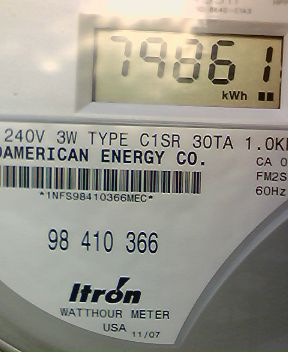 79861
kWh
240V 3W TYPE C1SR 30TA 1.0K
AMERICAN ENERGY CO.
CA 0
FM2S
60Hz
*1NFS98410366MEC*
98 410 366
Itron
WATTHOUR METER
USA 11/07